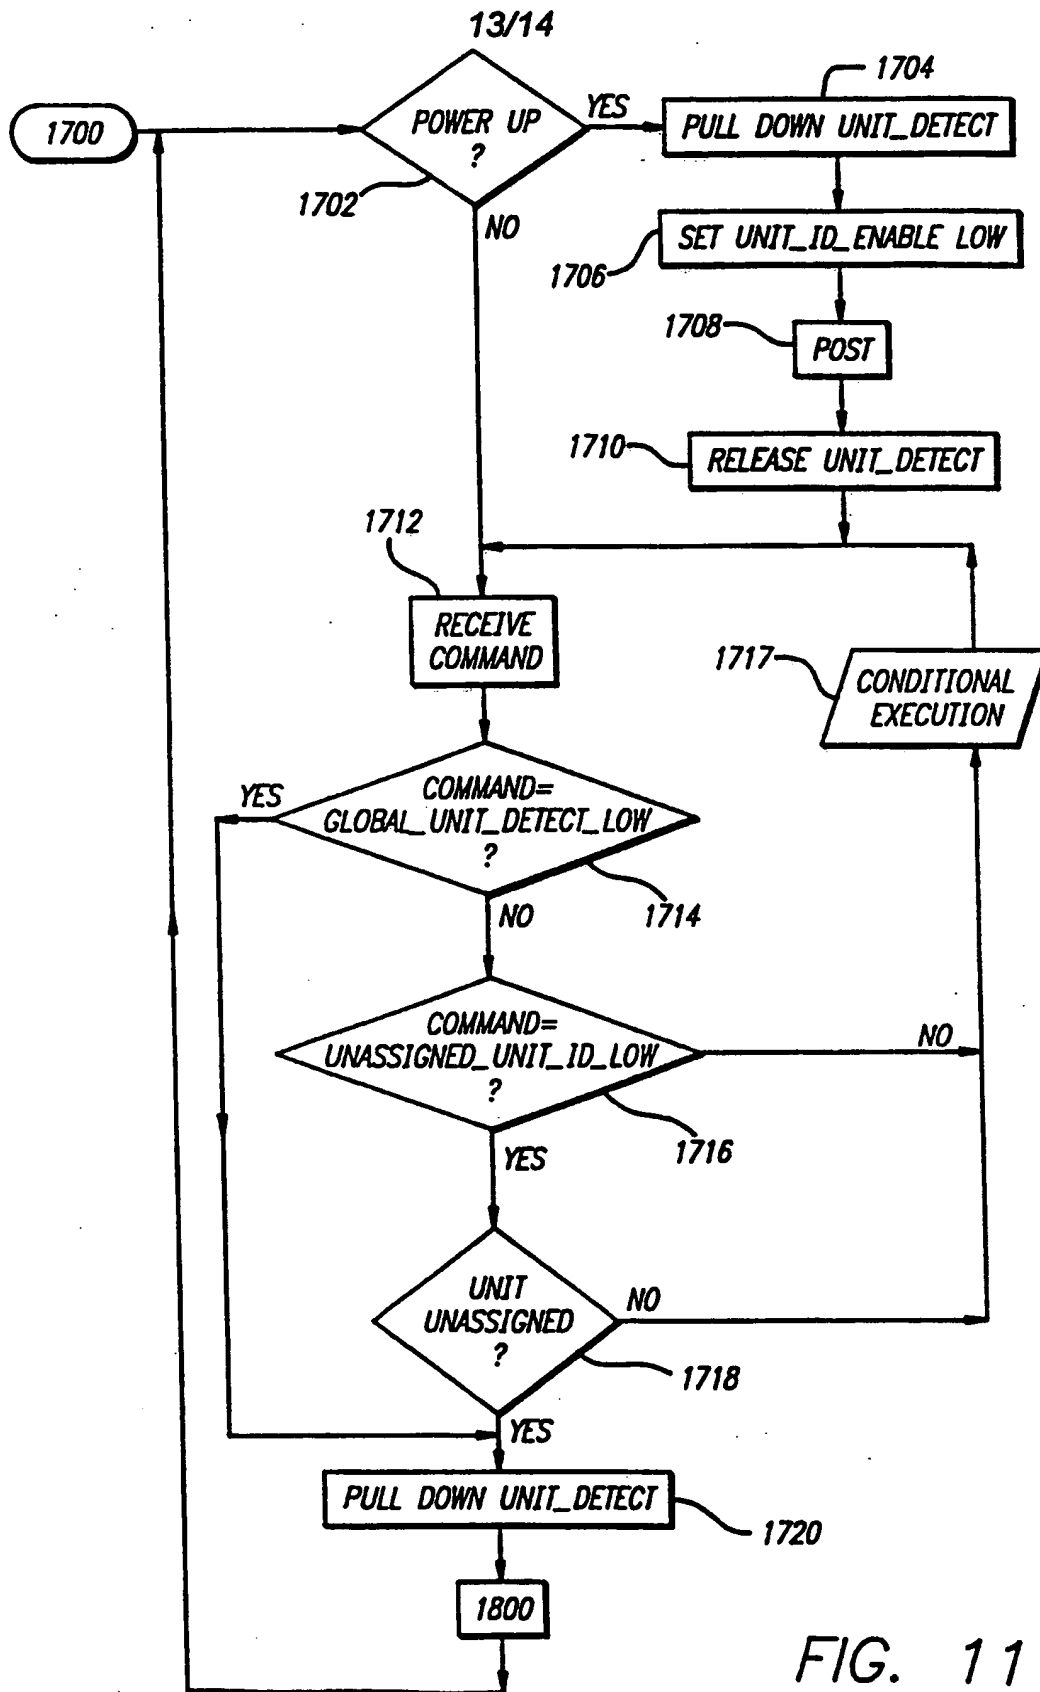 13/14
1700
POWER UP
?
1702
YES
NO
PULL DOWN UNIT_DETECT
1704
SET UNIT_ID_ENABLE LOW
1706
1708
POST
1710
RELEASE UNIT_DETECT
1712
RECEIVE
COMMAND
1717
CONDITIONAL
EXECUTION
YES
COMMAND=
GLOBAL_UNIT_DETECT_LOW
?
1714
NO
COMMAND=
UNASSIGNED_UNIT_ID_LOW
?
NO
1716
YES
UNIT
UNASSIGNED
?
NO
1718
YES
PULL DOWN UNIT_DETECT
1720
1800
FIG. 11